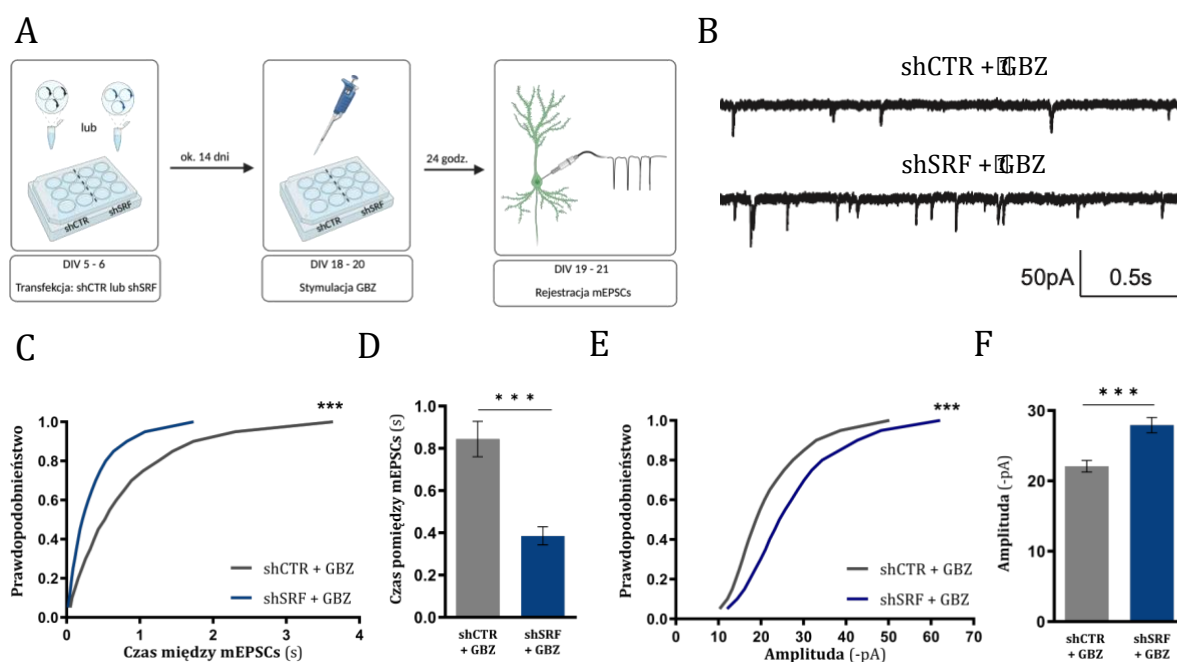 A
lub
shCTR
shSRF
DIV 5 - 6
Transfekcja: shCTR lub shSRF
ok. 14 dni
shCTR
shSRF
DIV 18 - 20
Stymulacja GBZ
24 godz.
DIV 19 - 21
Rejestracja mEPSCs
B
shCTR + GBZ
shSRF + GBZ
50pA
0.5s
C
Prawdopodobnieństwo
1.0
0.8
0.6
0.4
0.2
0.0
0 1 2 3 4
Czas między mEPSCs (s)
***
shCTR + GBZ
shSRF + GBZ
D
Czas pomiędzy mEPSCs (s)
1.0
0.8
0.6
0.4
0.2
0.0
* * *
shCTR shSRF
+ GBZ + GBZ
E
Prawdopodobnieństwo
1.0
0.8
0.6
0.4
0.2
0.0
0 10 20 30 40 50 60 70
Amplituda (-pA)
***
shCTR + GBZ
shSRF + GBZ
F
Amplituda (-pA)
30
20
10
0
* * *
shCTR shSRF
+ GBZ + GBZ